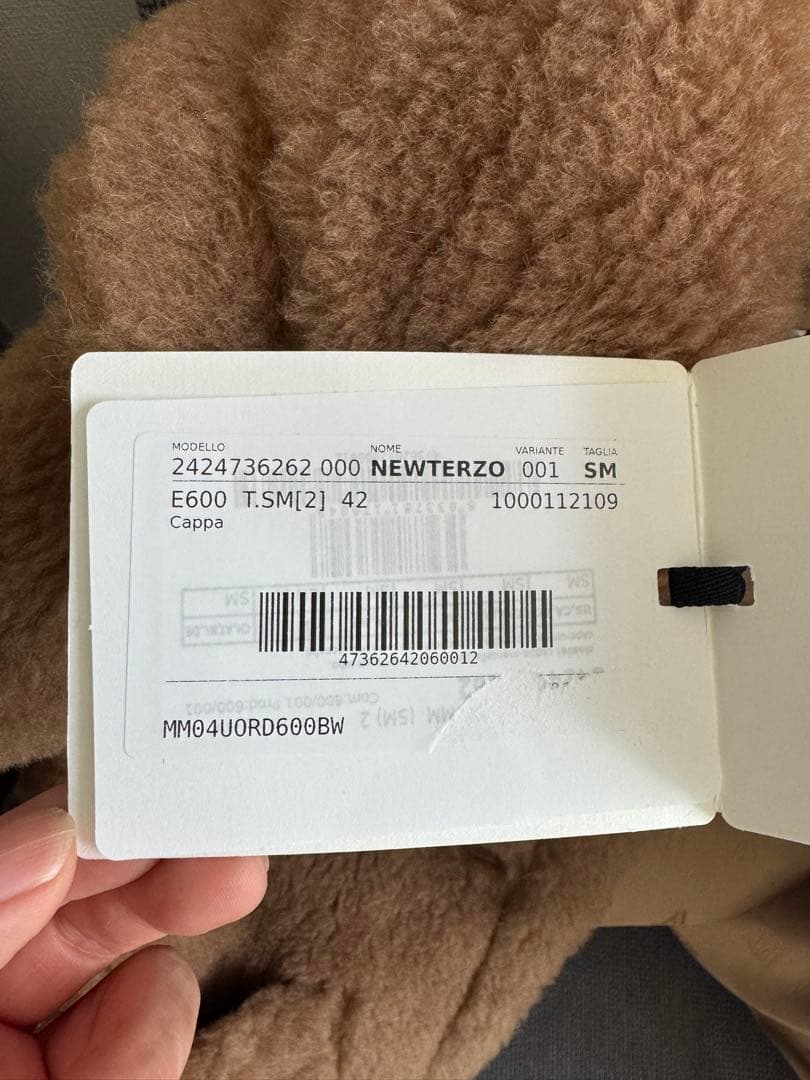 MODELLO NOME VARIANTE TAGLIA
2424736262 000 NEWTERZO 001 SM
E600 T.SM[2] 42 1000112109
Cappa
47362642060012
MM04UORD600BW